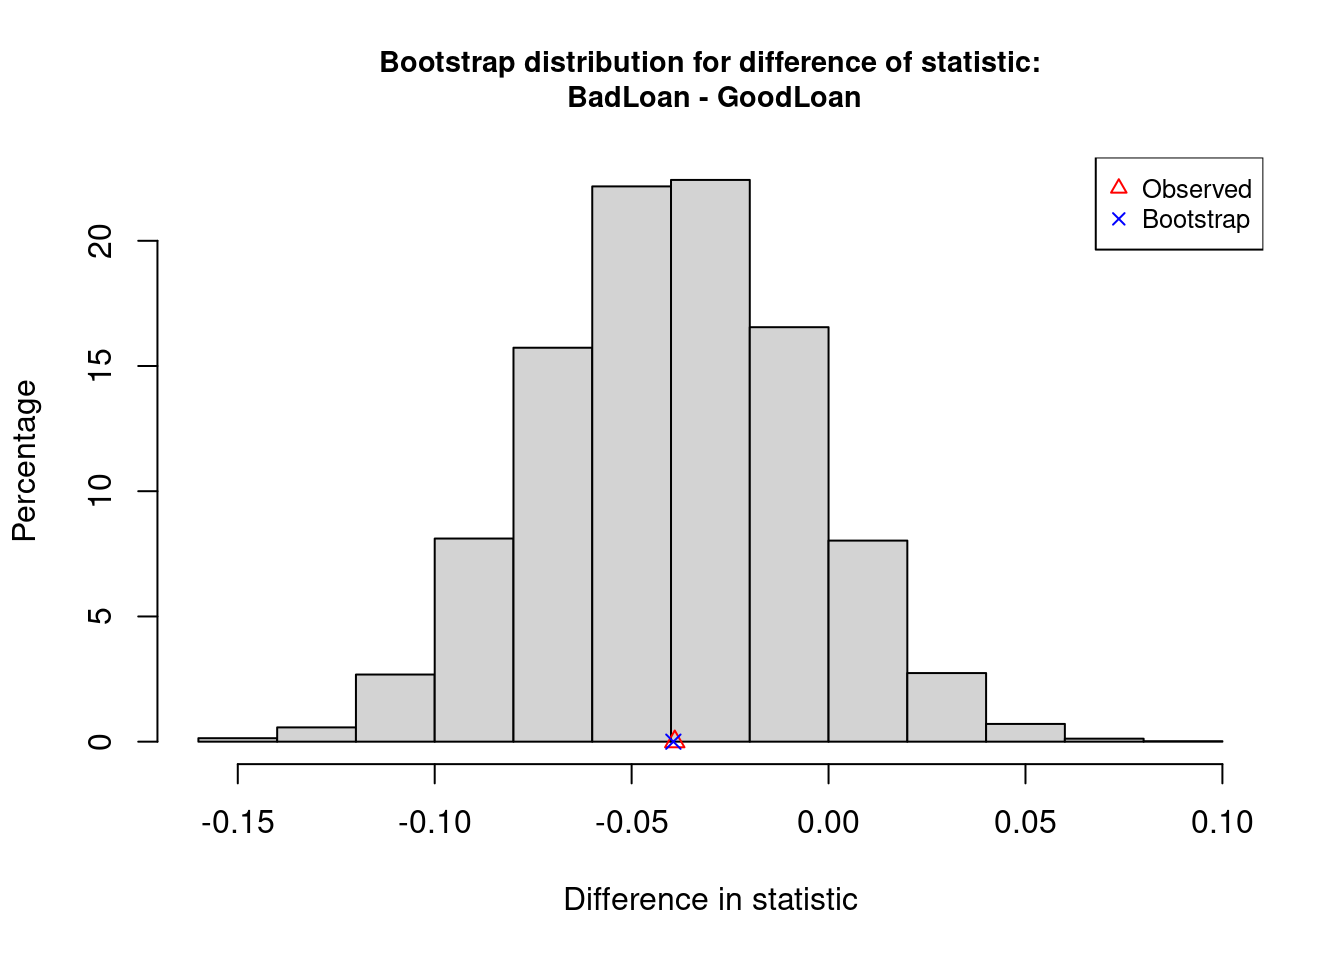 Bootstrap distribution for difference of statistic:
BadLoan - GoodLoan
Observed
Bootstrap
Percentage
20
15
10
5
0
-0.15 -0.10 -0.05 0.00 0.05 0.10
Difference in statistic